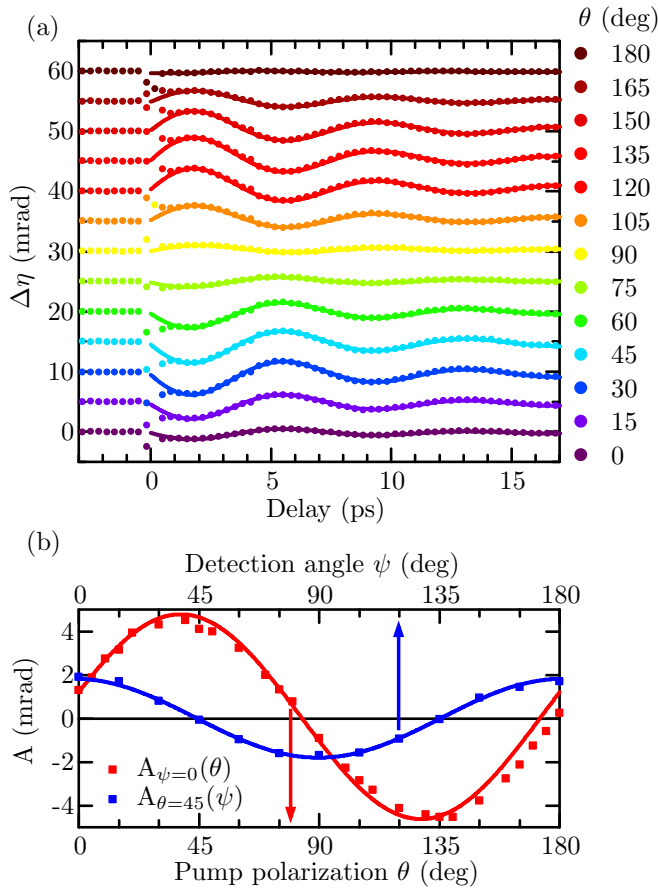 (a)
θ (deg)
60
50
40
30
20
10
0
Δη (mrad)
0 5 10 15
Delay (ps)
180
165
150
135
120
105
90
75
60
45
30
15
0
(b)
Detection angle ψ (deg)
0 45 90 135 180
4
2
0
-2
-4
A (mrad)
A_{ψ=0}(θ)
A_{θ=45}(ψ)
0 45 90 135 180
Pump polarization θ (deg)